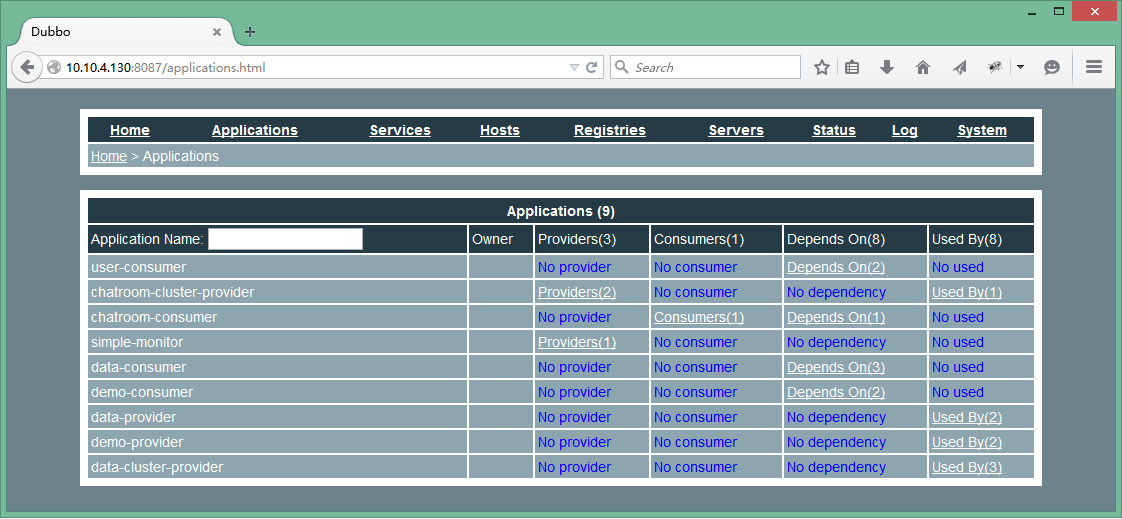 Dubbo
10.10.4.130:8087/applications.html Search
Home Applications Services Hosts Registries Servers Status Log System
Home > Applications
Applications (9)
Application Name: Owner Providers(3) Consumers(1) Depends On(8) Used By(8)
user-consumer No provider No consumer Depends On(2) No used
chatroom-cluster-provider Providers(2) No consumer No dependency Used By(1)
chatroom-consumer No provider Consumers(1) Depends On(1) No used
simple-monitor Providers(1) No consumer No dependency No used
data-consumer No provider No consumer Depends On(3) No used
demo-consumer No provider No consumer Depends On(2) No used
data-provider No provider No consumer No dependency Used By(2)
demo-provider No provider No consumer No dependency Used By(2)
data-cluster-provider No provider No consumer No dependency Used By(3)